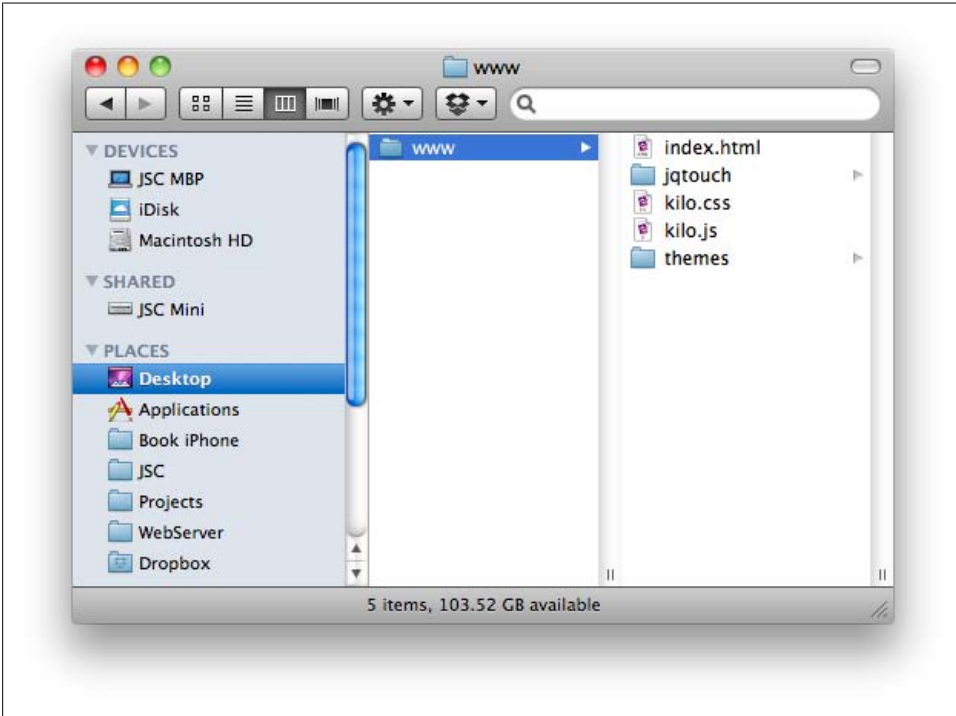 www
DEVICES
JSC MBP
iDisk
Macintosh HD
SHARED
JSC Mini
PLACES
Desktop
Applications
Book iPhone
JSC
Projects
WebServer
Dropbox
www
index.html
jqtouch
kilo.css
kilo.js
themes
5 items, 103.52 GB available